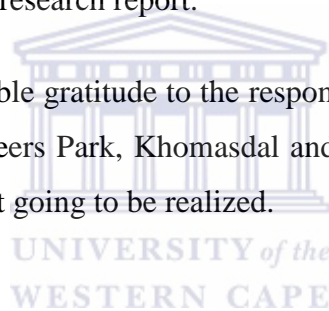 research report.
ble gratitude to the respon
eers Park, Khomasdal and
t going to be realized.
UNIVERSITY of the
WESTERN CAPE